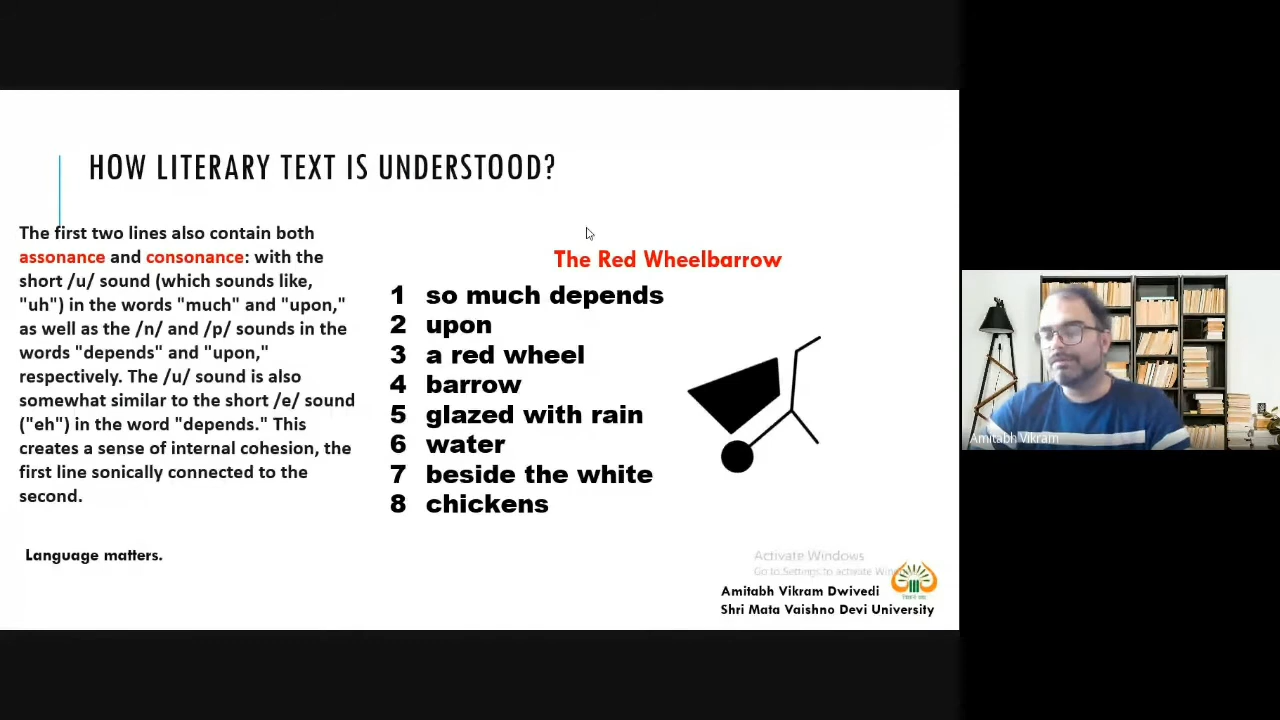 HOW LITERARY TEXT IS UNDERSTOOD?
The first two lines also contain both
assonance and consonance: with the
short /u/ sound (which sounds like,
"uh") in the words "much" and "upon,"
as well as the /n/ and /p/ sounds in the
words "depends" and "upon,"
respectively. The /u/ sound is also
somewhat similar to the short /e/ sound
("eh") in the word "depends." This
creates a sense of internal cohesion, the
first line sonically connected to the
second.
Language matters.
The Red Wheelbarrow
1 so much depends
2 upon
3 a red wheel
4 barrow
5 glazed with rain
6 water
7 beside the white
8 chickens
Activate Windows
Go to Settings to activate
Amitabh Vikram Dwivedi
Shri Mata Vaishno Devi University
Amitabh Vikram